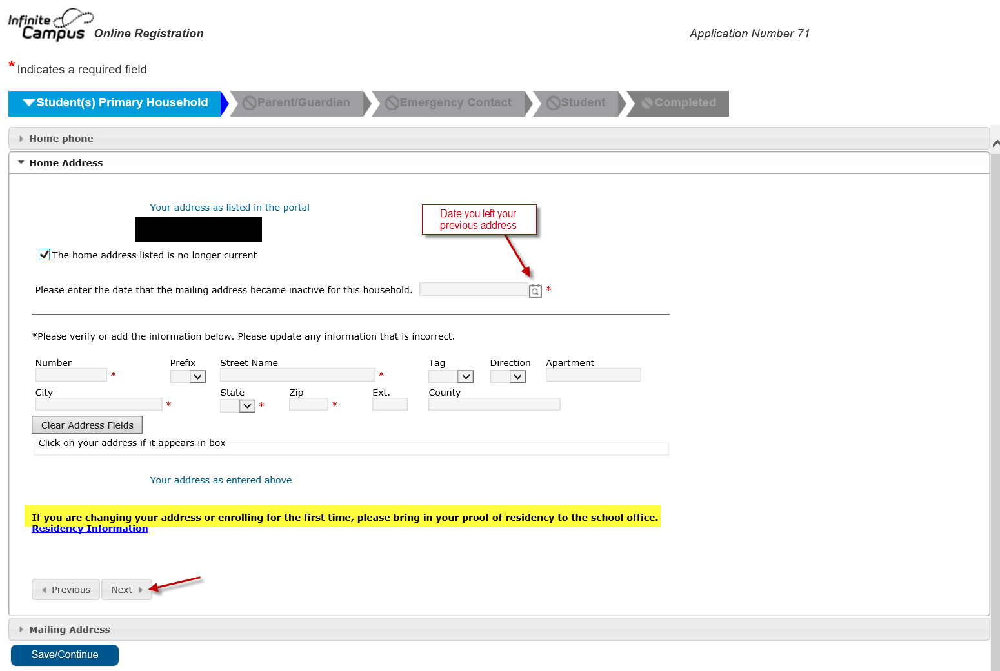 Infinite
Campus Online Registration
Application Number 71
* Indicates a required field
Student(s) Primary Household
Parent/Guardian
Emergency Contact
Student
Completed
Home phone
Home Address
Your address as listed in the portal
Date you left your
previous address
The home address listed is no longer current
Please enter the date that the mailing address became inactive for this household. *
*Please verify or add the information below. Please update any information that is incorrect.
Number Prefix Street Name Tag Direction Apartment
* *
City State Zip Ext. County
* * *
Clear Address Fields
Click on your address if it appears in box
Your address as entered above
If you are changing your address or enrolling for the first time, please bring in your proof of residency to the school office.
Residency Information
Previous Next
Mailing Address
Save/Continue